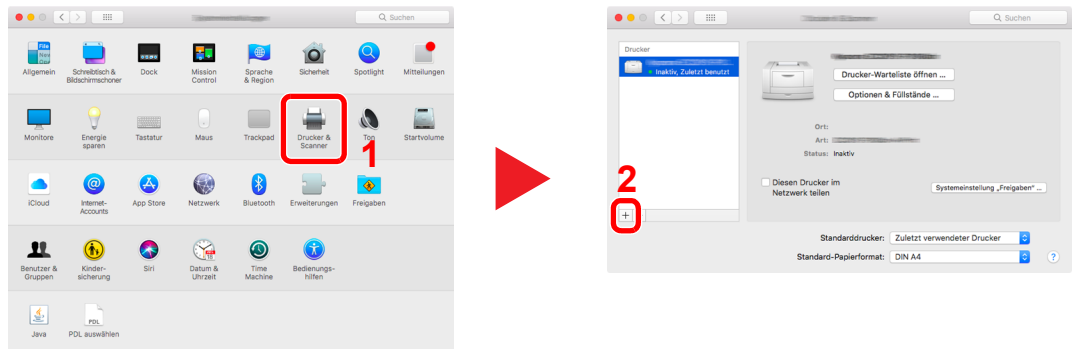 Suchen
File
New
Dev
Allgemein
Schreibtisch &
Bildschirmschoner
Dock
Mission
Control
Sprache
& Region
Sicherheit
Spotlight
Mitteilungen
Monitore
Energie
sparen
Tastatur
Maus
Trackpad
Drucker &
Scanner
Ton
Startvolume
1
iCloud
Internet-
Accounts
App Store
Netzwerk
Bluetooth
Erweiterungen
Freigaben
Benutzer &
Gruppen
Kinder-
sicherung
Siri
Datum &
Uhrzeit
Time
Machine
Bedienungs-
hilfen
PDL
Java
PDL auswählen
Suchen
Drucker
Inaktiv, Zuletzt benutzt
Drucker-Warteliste öffnen ...
Optionen & Füllstände ...
Ort:
Art:
Status: Inaktiv
2
Diesen Drucker im
Netzwerk teilen
Systemeinstellung „Freigaben“ ...
+
Standarddrucker: Zuletzt verwendeter Drucker
Standard-Papierformat: DIN A4
?